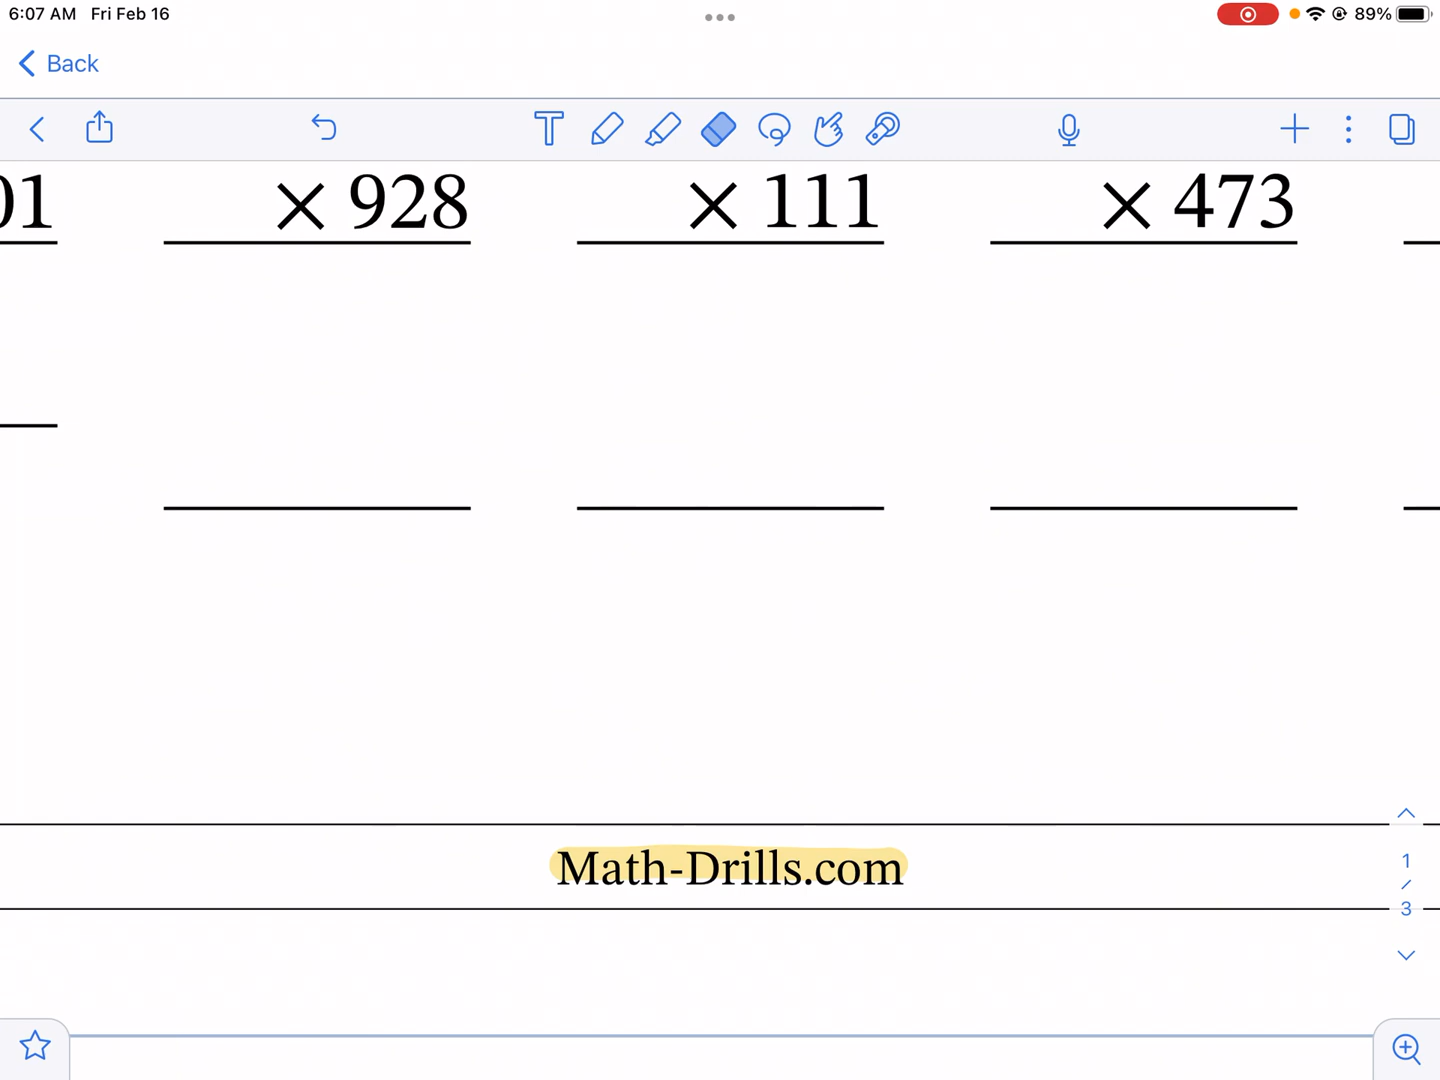 6:07 AM Fri Feb 16 89%
Back
01 × 928 × 111 × 473
Math-Drills.com
1
/
3